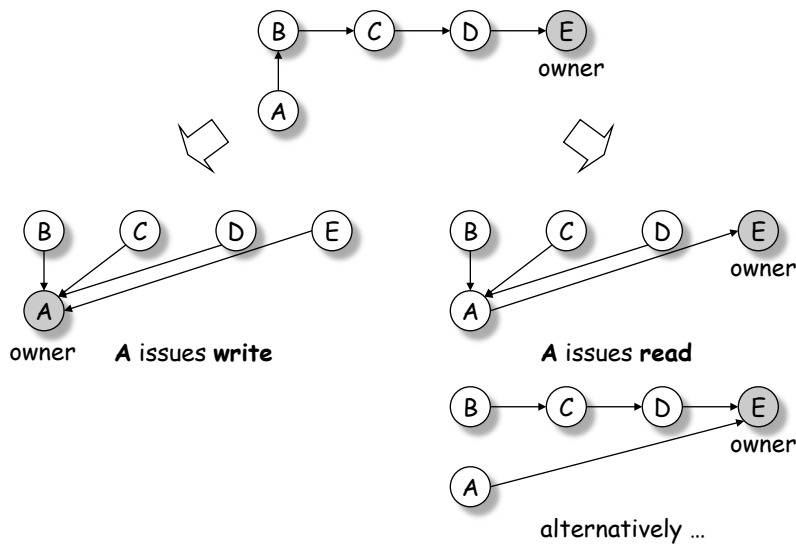 B C D E
owner
A
B C D E
A
owner
A issues write
B C D E
owner
A
A issues read
B C D E
owner
A
alternatively ...